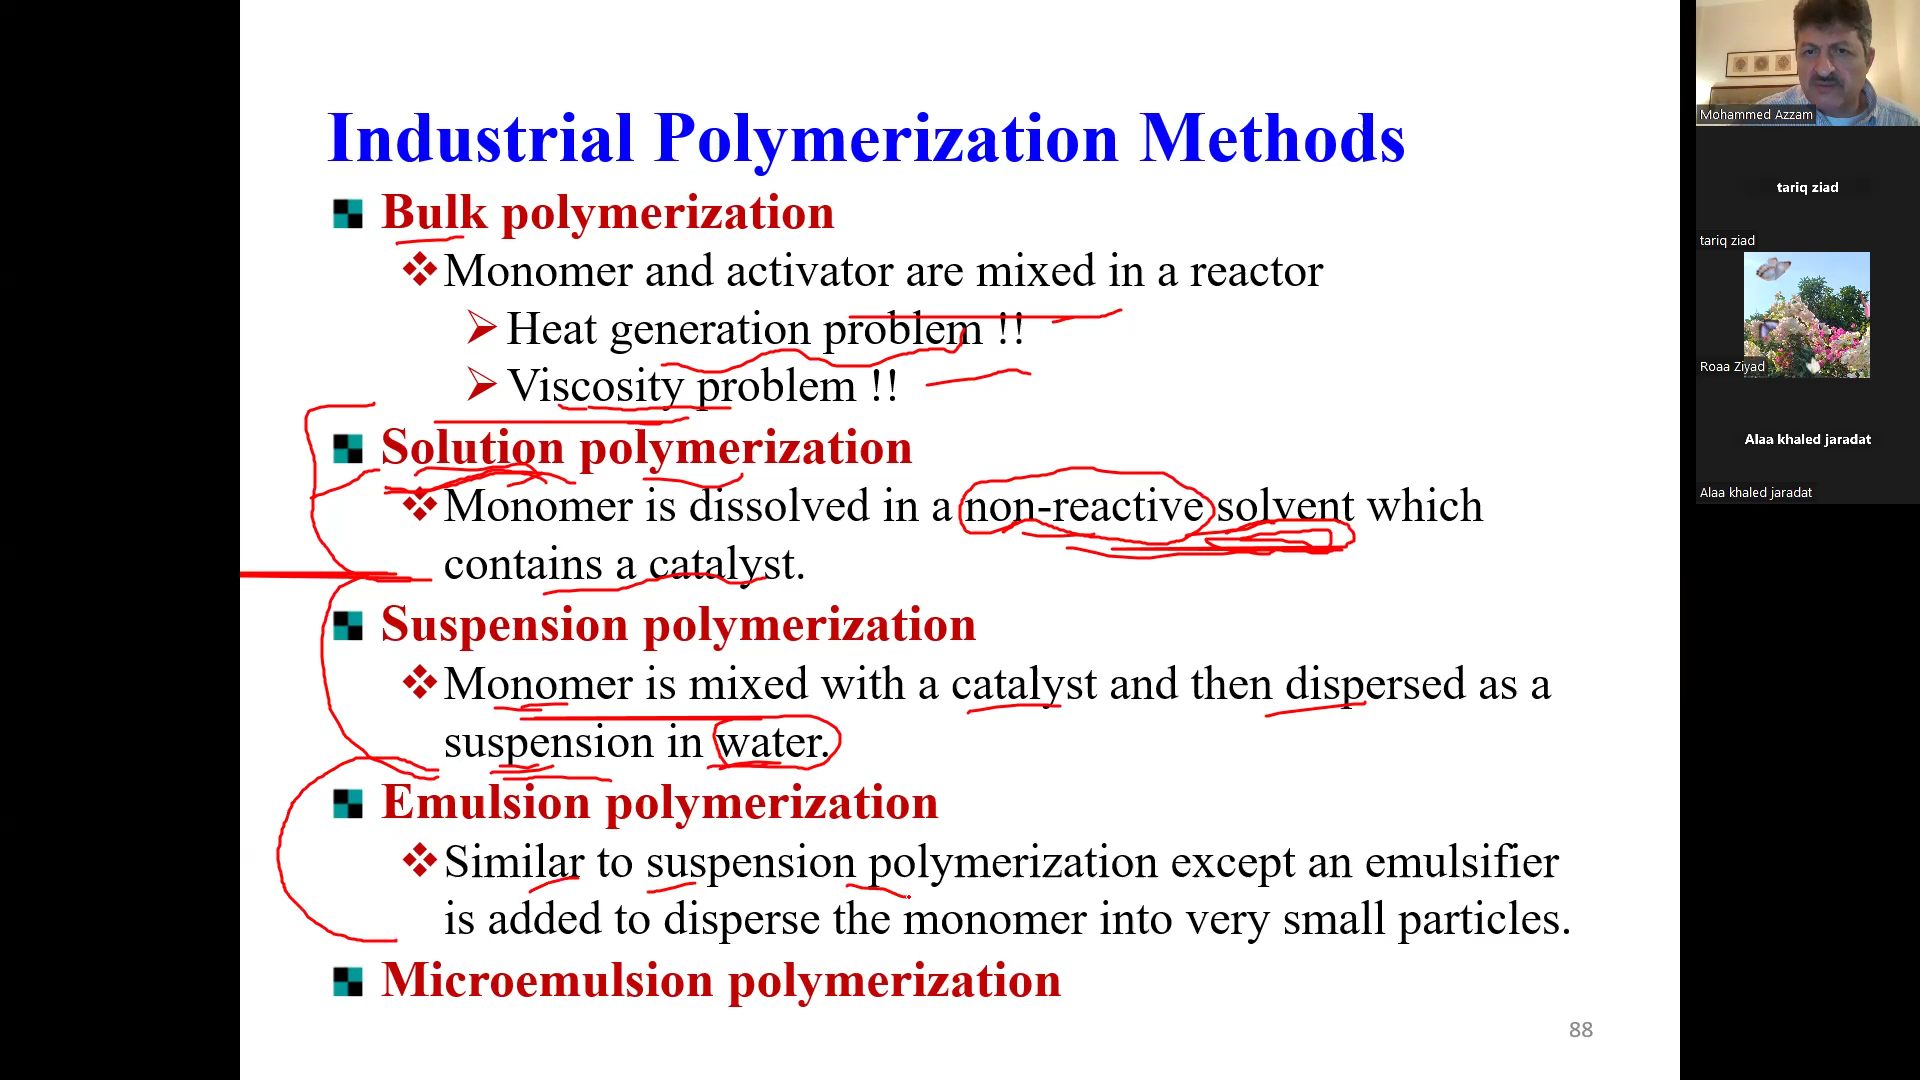 Industrial Polymerization Methods
Bulk polymerization
Monomer and activator are mixed in a reactor
Heat generation problem !!
Viscosity problem !!
Solution polymerization
Monomer is dissolved in a non-reactive solvent which
contains a catalyst.
Suspension polymerization
Monomer is mixed with a catalyst and then dispersed as a
suspension in water.
Emulsion polymerization
Similar to suspension polymerization except an emulsifier
is added to disperse the monomer into very small particles.
Microemulsion polymerization
88
Mohammed Azzam
tariq ziad
tariq ziad
Roaa Ziyad
Alaa khaled jaradat
Alaa khaled jaradat